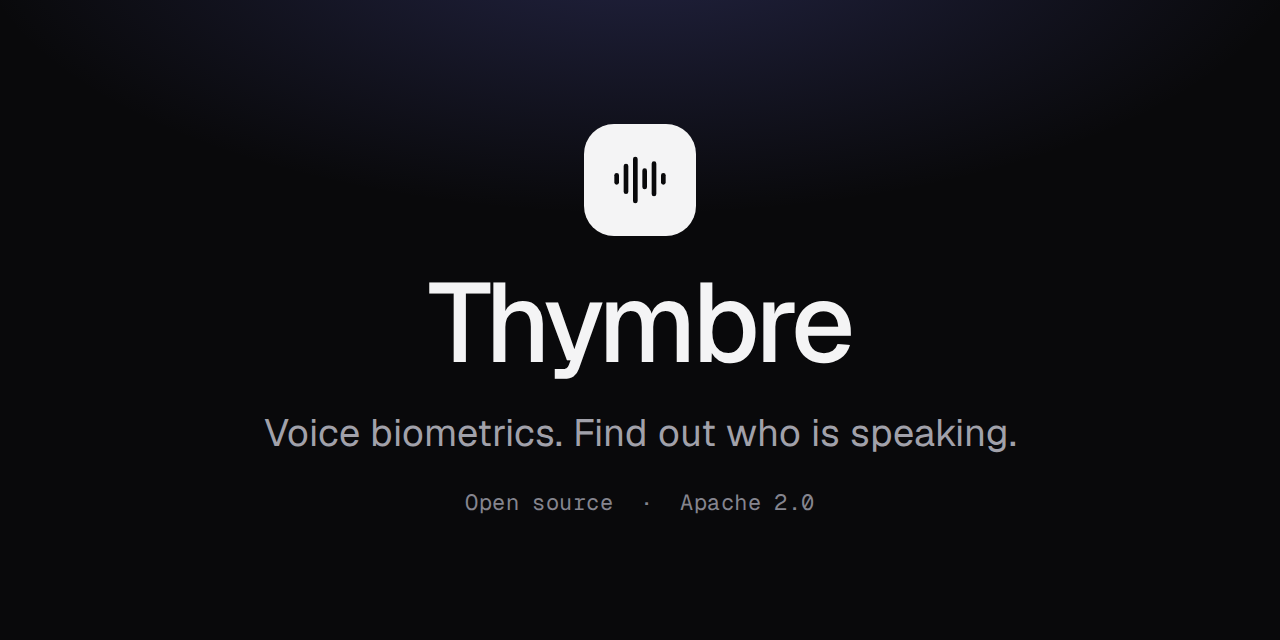 Thymbre
Voice biometrics. Find out who is speaking.
Open source · Apache 2.0